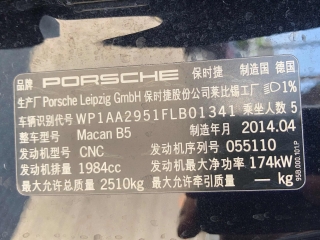 品牌 PORSCHE 保时捷 制造国 德国
生产厂 Porsche Leipzig GmbH 保时捷股份公司莱比锡工厂 1%
车辆识别代号 WP1AA2951FLB01341 乘坐人数 5
整车型号 Macan B5 制造年月 2014.04
发动机型号 CNC 发动机序列号 055110
发动机排量 1984cc 发动机最大净功率 174kW
最大允许总质量 2510kg 最大允许牵引质量 — kg
95B.000.101.P